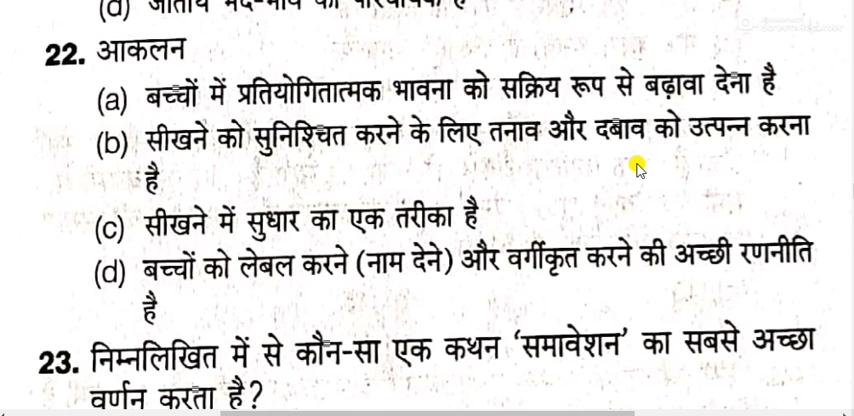 (d) जातीय भेद-भाव का परिचायक है
22. आकलन
(a) बच्चों में प्रतियोगितात्मक भावना को सक्रिय रूप से बढ़ावा देना है
(b) सीखने को सुनिश्चित करने के लिए तनाव और दबाव को उत्पन्न करना
है
(c) सीखने में सुधार का एक तरीका है
(d) बच्चों को लेबल करने (नाम देने) और वर्गीकृत करने की अच्छी रणनीति
है
23. निम्नलिखित में से कौन-सा एक कथन ‘समावेशन’ का सबसे अच्छा
वर्णन करता है?